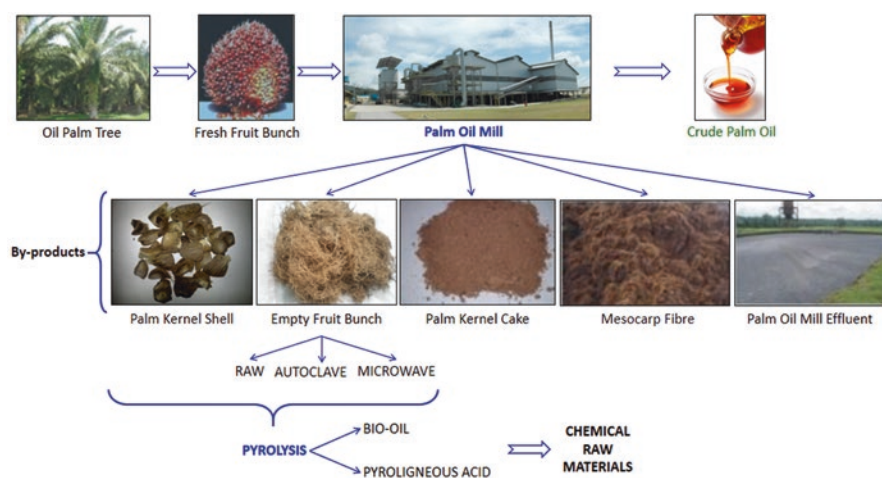 Oil Palm Tree
Fresh Fruit Bunch
Palm Oil Mill
Crude Palm Oil
By-products
Palm Kernel Shell
Empty Fruit Bunch
Palm Kernel Cake
Mesocarp Fibre
Palm Oil Mill Effluent
RAW
AUTOCLAVE
MICROWAVE
PYROLYSIS
BIO-OIL
PYROLIGNEOUS ACID
CHEMICAL
RAW
MATERIALS